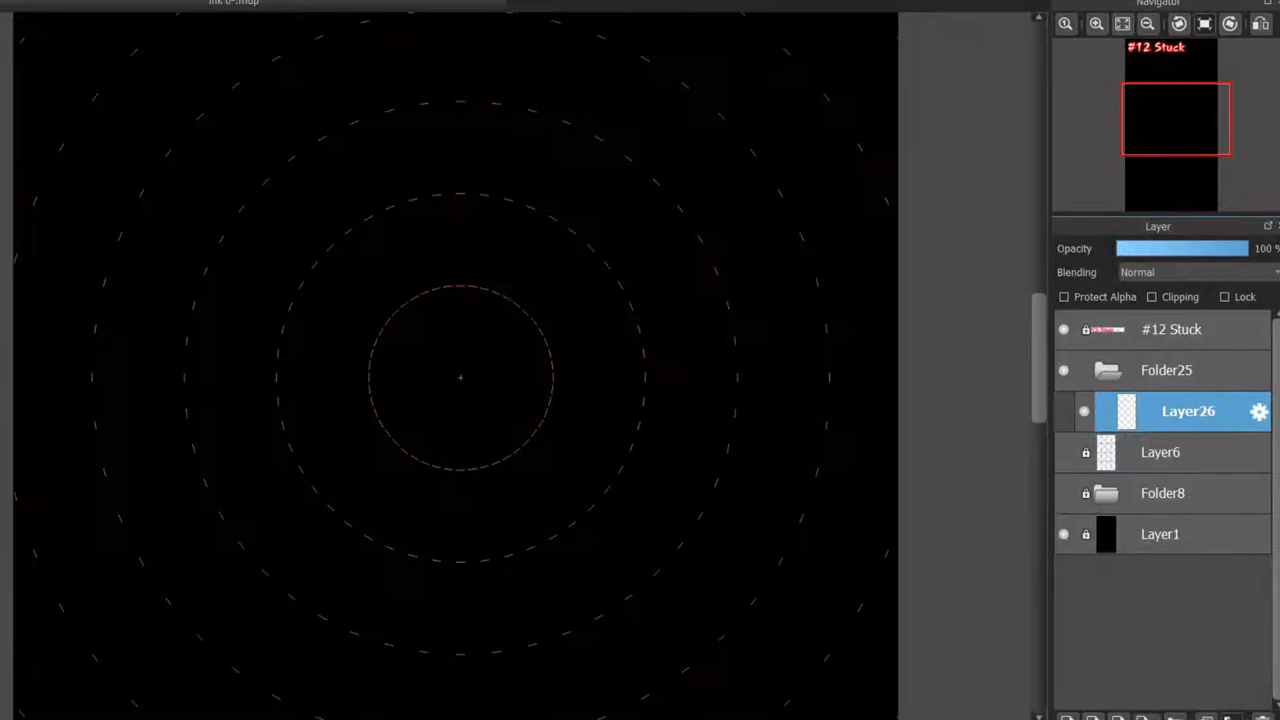 Navigator
#12 Stuck
Layer
Opacity 100 %
Blending Normal
Protect Alpha Clipping Lock
#12 Stuck
Folder25
Layer26
Layer6
Folder8
Layer1